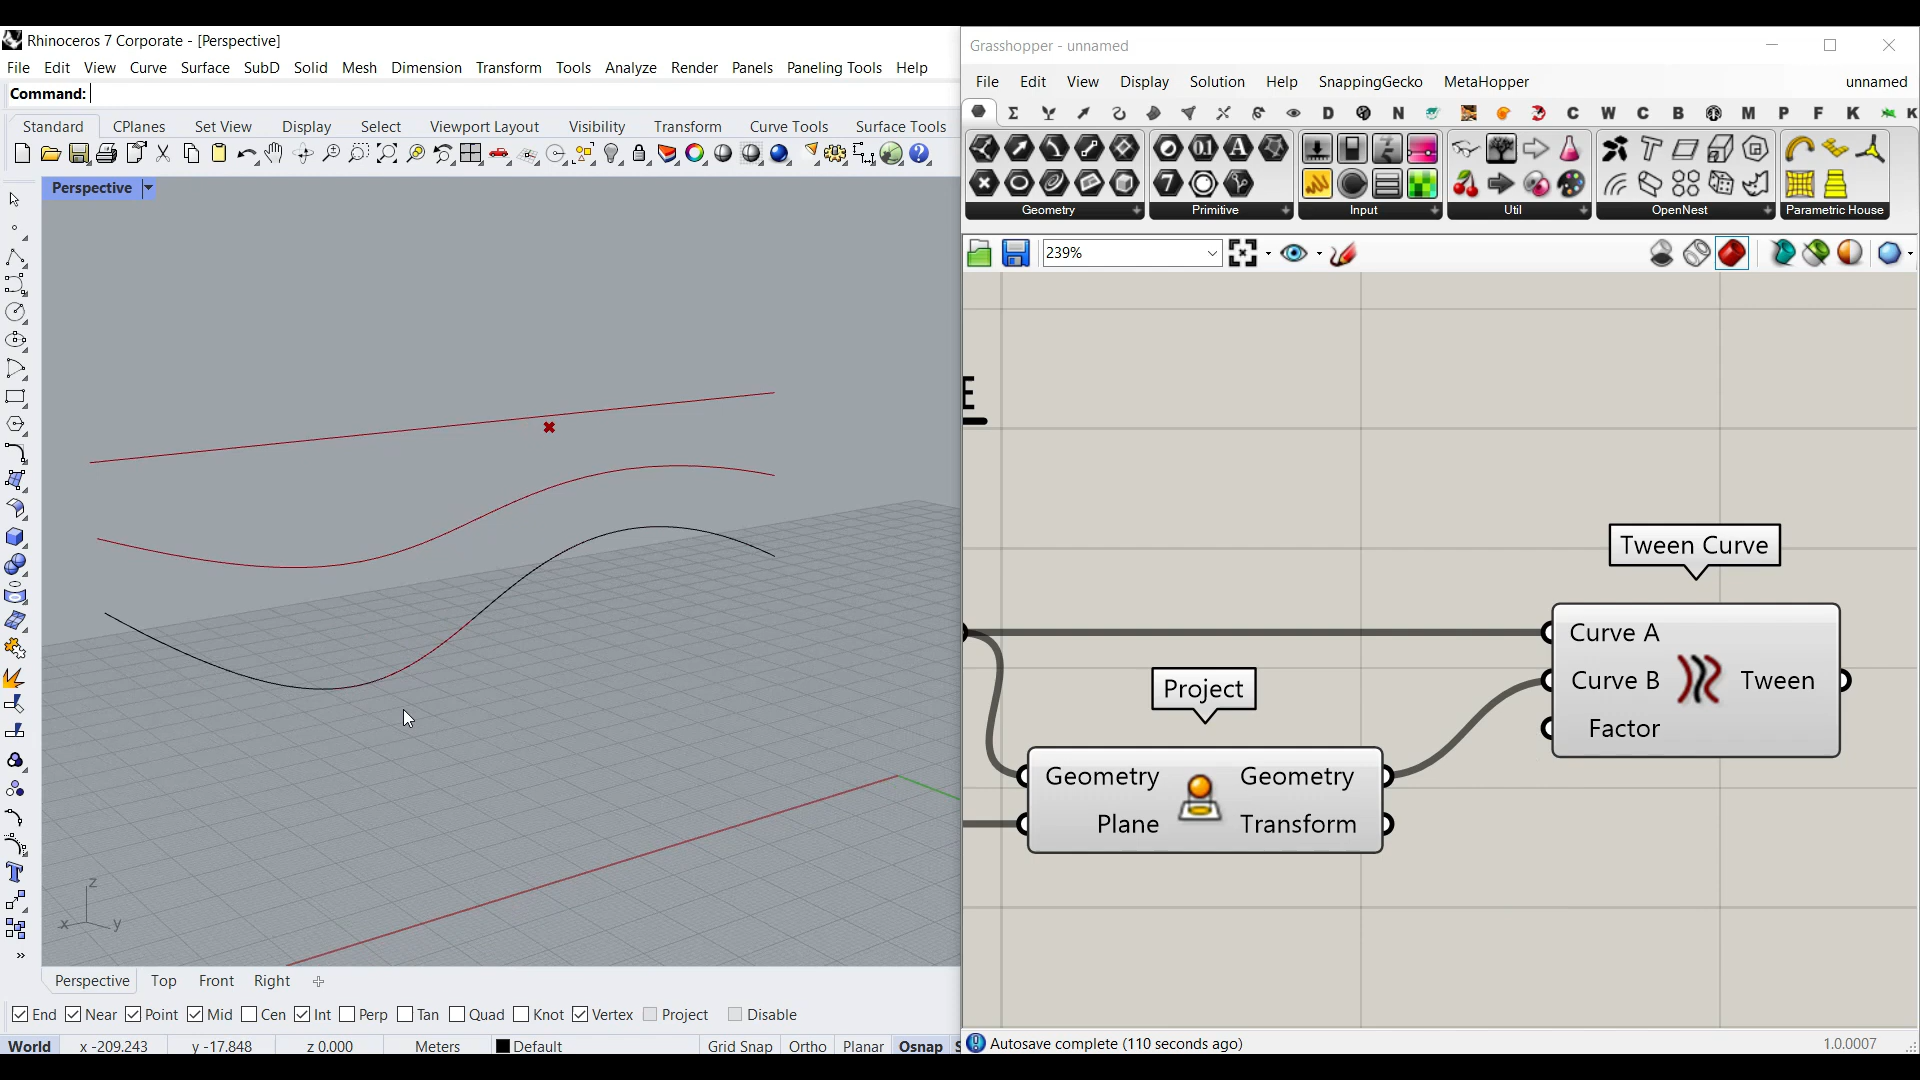 Rhinoceros 7 Corporate - [Perspective]
File Edit View Curve Surface SubD Solid Mesh Dimension Transform Tools Analyze Render Panels Paneling Tools Help
Command:
Standard CPlanes Set View Display Select Viewport Layout Visibility Transform Curve Tools Surface Tools
Perspective
z
x y
Perspective Top Front Right
End Near Point Mid Cen Int Perp Tan Quad Knot Vertex Project Disable
World x -209.243 y -17.848 z 0.000 Meters Default Grid Snap Ortho Planar Osnap S
Grasshopper - unnamed
File Edit View Display Solution Help SnappingGecko MetaHopper unnamed
D N C W C B M P F K K
Geometry Primitive Input Util OpenNest Parametric House
239%
E
Tween Curve
Curve A
Curve B Tween
Factor
Project
Geometry Geometry
Plane Transform
Autosave complete (110 seconds ago) 1.0.0007